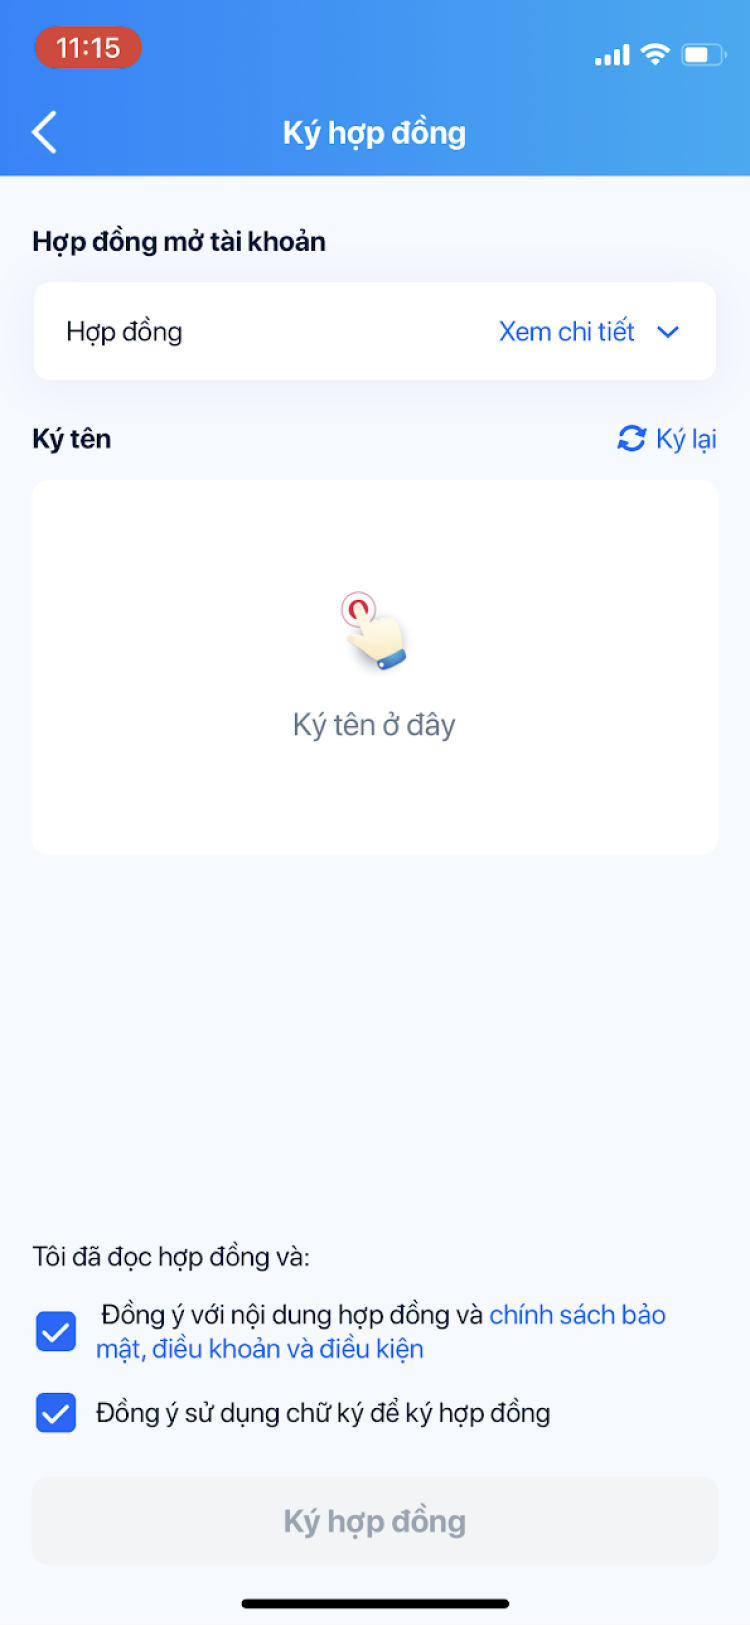 11:15
Ký hợp đồng
Hợp đồng mở tài khoản
Hợp đồng
Xem chi tiết
Ký tên
Ký lại
Ký tên ở đây
Tôi đã đọc hợp đồng và:
Đồng ý với nội dung hợp đồng và chính sách bảo
mật, điều khoản và điều kiện
Đồng ý sử dụng chữ ký để ký hợp đồng
Ký hợp đồng